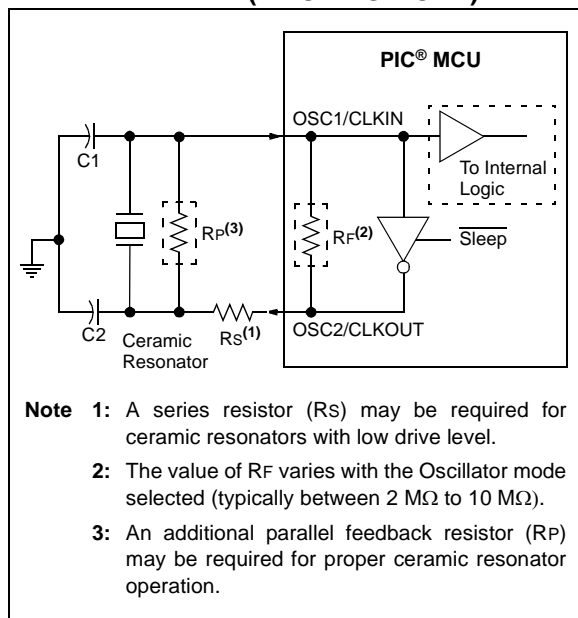 PIC® MCU
OSC1/CLKIN
C1
To Internal
Logic
RP(3)
RF(2)
Sleep
C2
Ceramic
Resonator
RS(1)
OSC2/CLKOUT
Note 1: A series resistor (RS) may be required for
ceramic resonators with low drive level.
2: The value of RF varies with the Oscillator mode
selected (typically between 2 MΩ to 10 MΩ).
3: An additional parallel feedback resistor (RP)
may be required for proper ceramic resonator
operation.